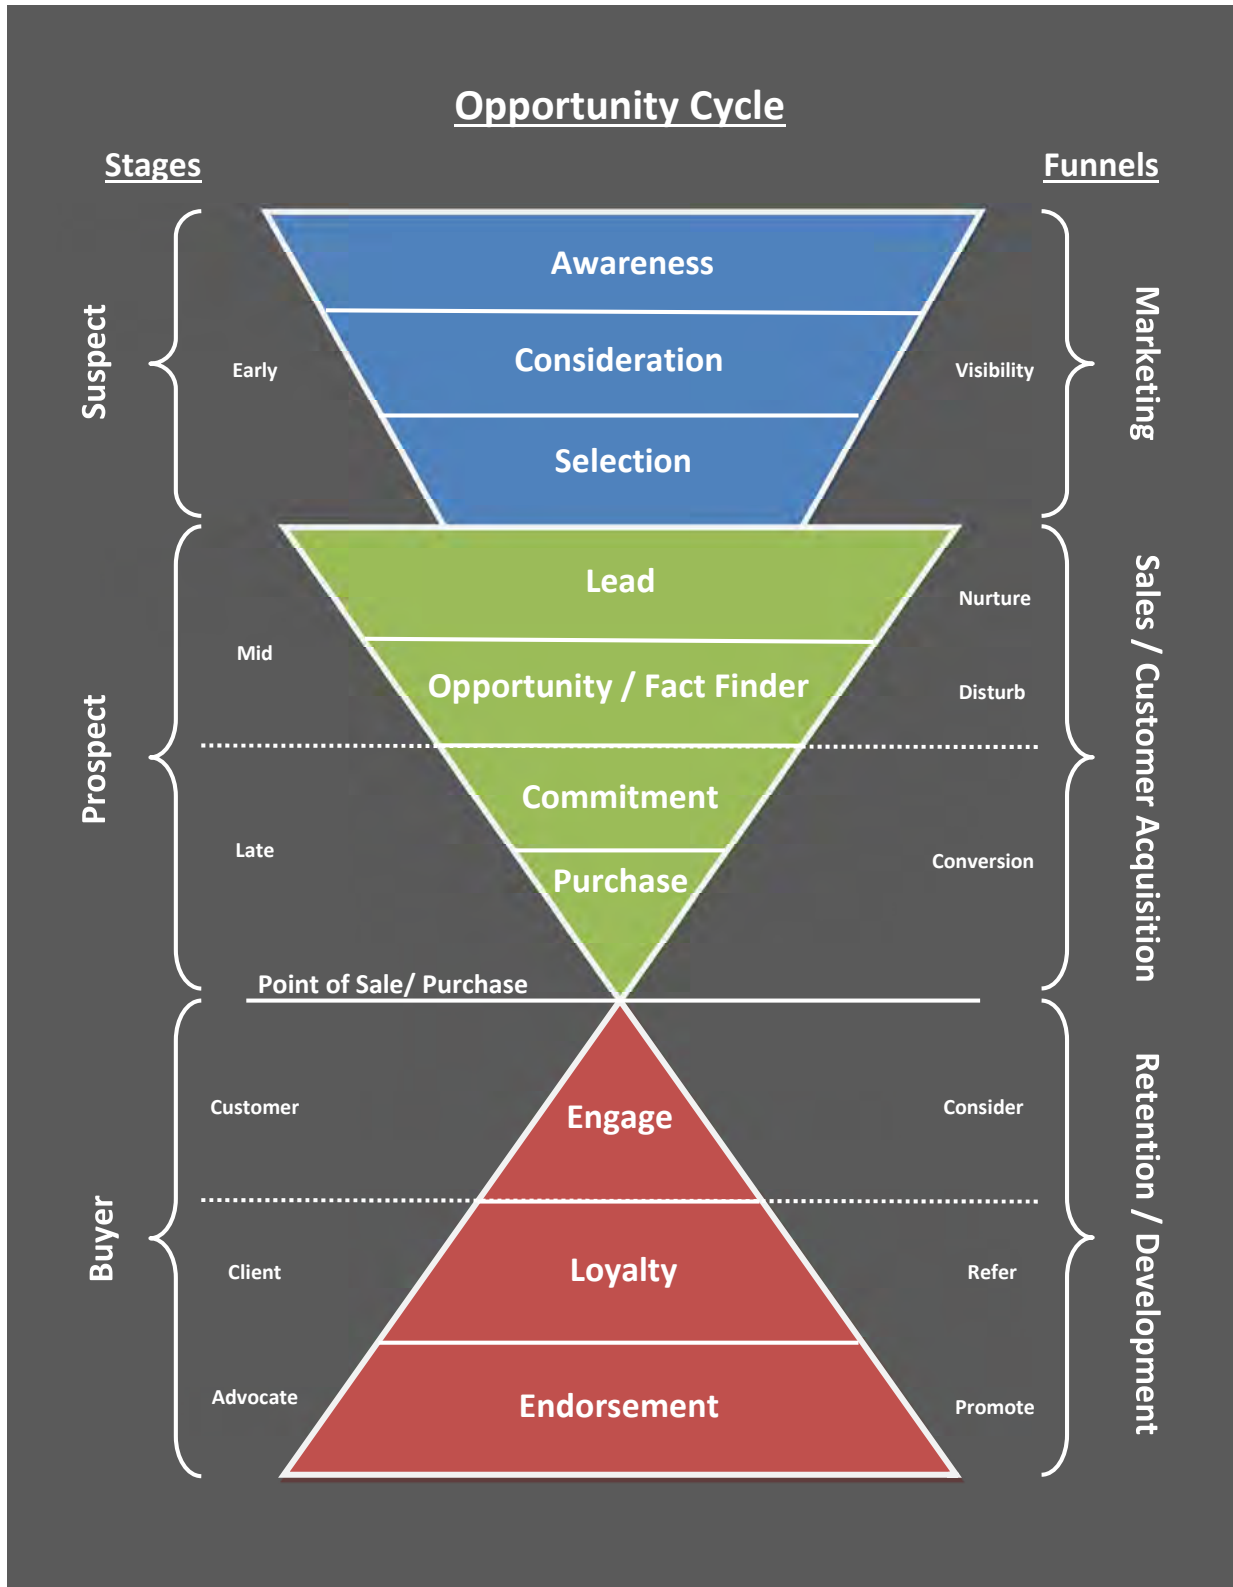 Opportunity Cycle
Stages
Funnels
Suspect
Early
Awareness
Consideration
Selection
Visibility
Marketing
Prospect
Mid
Late
Lead
Opportunity / Fact Finder
Commitment
Purchase
Nurture
Disturb
Conversion
Sales / Customer Acquisition
Point of Sale/ Purchase
Buyer
Customer
Client
Advocate
Engage
Loyalty
Endorsement
Consider
Refer
Promote
Retention / Development